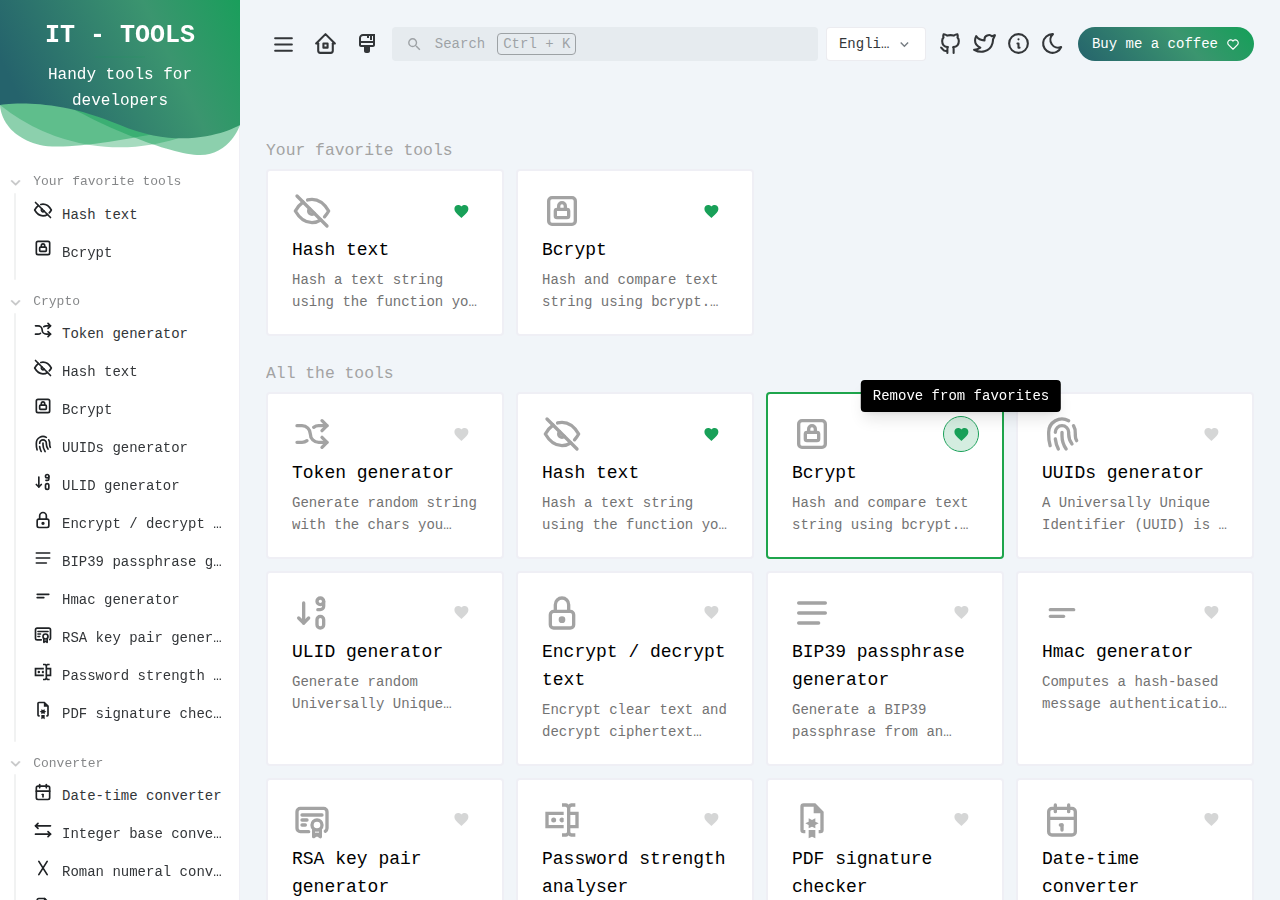 IT - TOOLS
Handy tools for
developers
Your favorite tools
Hash text
Bcrypt
Crypto
Token generator
Hash text
Bcrypt
UUIDs generator
ULID generator
Encrypt / decrypt …
BIP39 passphrase g…
Hmac generator
RSA key pair gener…
Password strength …
PDF signature chec…
Converter
Date-time converter
Integer base conve…
Roman numeral conv…
Search Ctrl + K
Engli…
Buy me a coffee
Your favorite tools
Hash text
Hash a text string
using the function yo…
Bcrypt
Hash and compare text
string using bcrypt.…
All the tools
Remove from favorites
Token generator
Generate random string
with the chars you…
Hash text
Hash a text string
using the function yo…
Bcrypt
Hash and compare text
string using bcrypt.…
UUIDs generator
A Universally Unique
Identifier (UUID) is …
ULID generator
Generate random
Universally Unique…
Encrypt / decrypt
text
Encrypt clear text and
decrypt ciphertext…
BIP39 passphrase
generator
Generate a BIP39
passphrase from an…
Hmac generator
Computes a hash-based
message authenticatio…
RSA key pair
generator
Password strength
analyser
PDF signature
checker
Date-time
converter